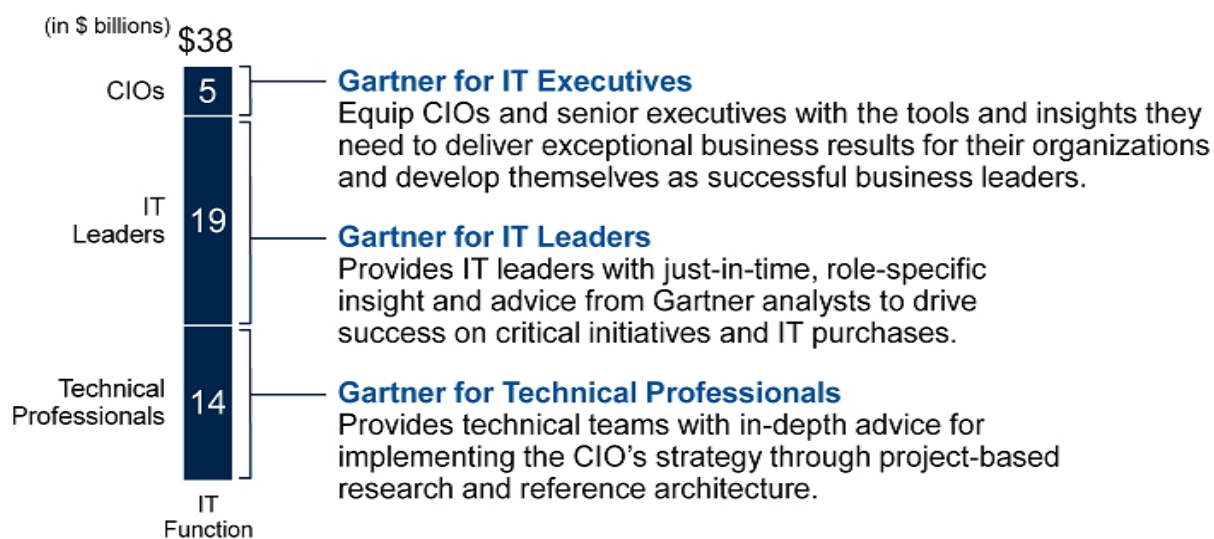 (in $ billions)
$38
CIOs
5
Gartner for IT Executives
Equip CIOs and senior executives with the tools and insights they
need to deliver exceptional business results for their organizations
and develop themselves as successful business leaders.
IT
Leaders
19
Gartner for IT Leaders
Provides IT leaders with just-in-time, role-specific
insight and advice from Gartner analysts to drive
success on critical initiatives and IT purchases.
Technical
Professionals
14
Gartner for Technical Professionals
Provides technical teams with in-depth advice for
implementing the CIO’s strategy through project-based
research and reference architecture.
IT
Function